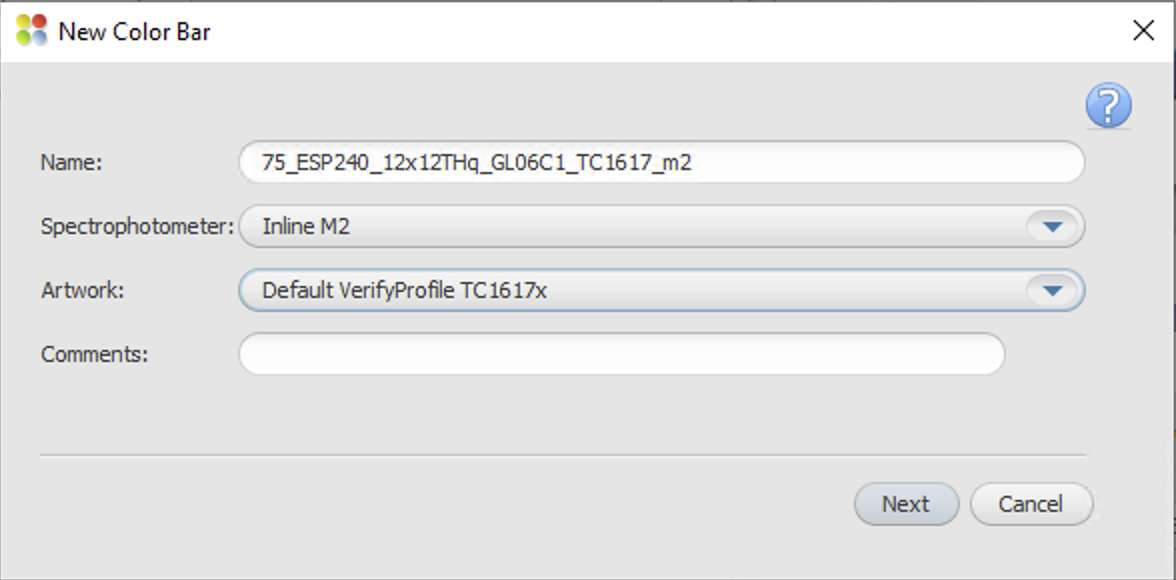 New Color Bar
?
Name: 75_ESP240_12x12THq_GL06C1_TC1617_m2
Spectrophotometer: Inline M2
Artwork: Default VerifyProfile TC1617x
Comments:
Next Cancel